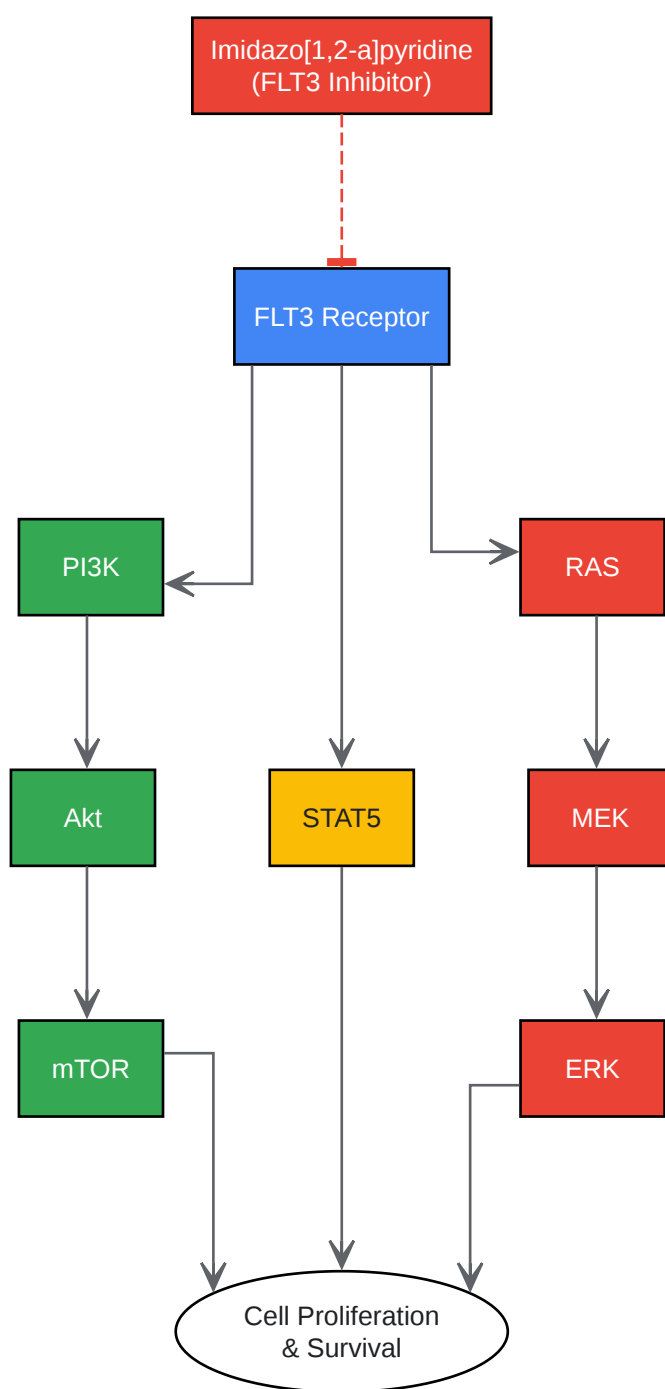 Imidazo[1,2-a]pyridine
(FLT3 Inhibitor)
FLT3 Receptor
PI3K
RAS
Akt
STAT5
MEK
mTOR
ERK
Cell Proliferation
& Survival